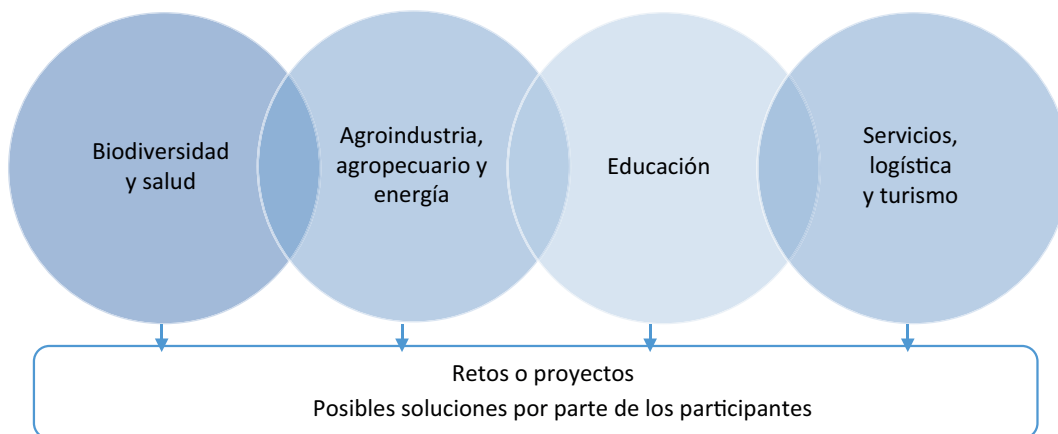 Biodiversidad
y salud
Agroindustria,
agropecuario y
energía
Educación
Servicios,
logística
y turismo
Retos o proyectos
Posibles soluciones por parte de los participantes